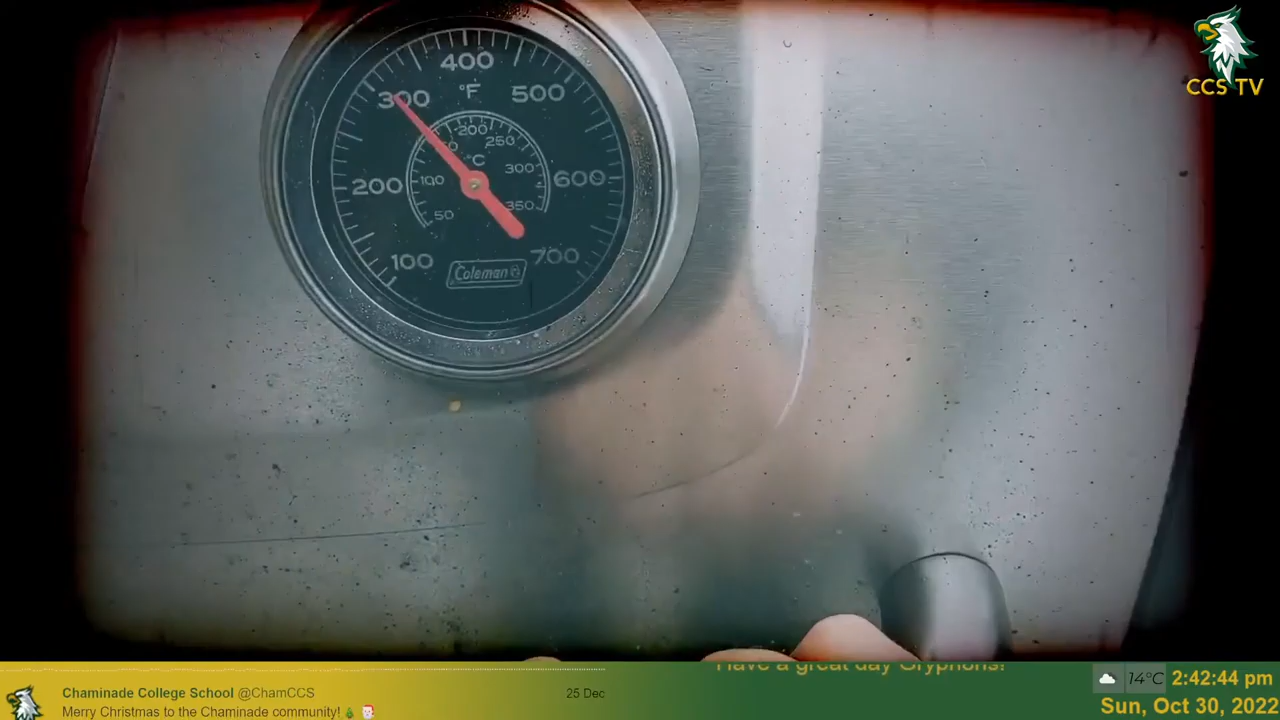 CCS TV
400
°F
300
500
200
250
°C
300
100
200
600
50
350
100
700
Coleman
Have a great day Gryphons!
Chaminade College School @ChamCCS
25 Dec
Merry Christmas to the Chaminade community!🎄🎅
14°C
2:42:44 pm
Sun, Oct 30, 2022